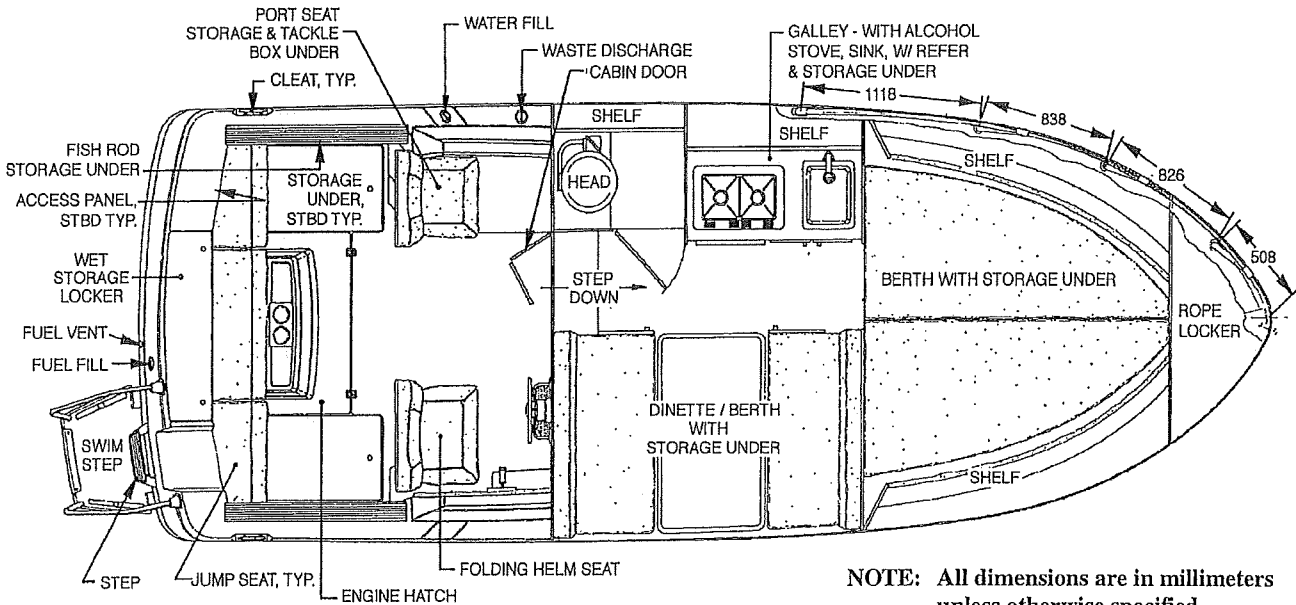 PORT SEAT
STORAGE & TACKLE
BOX UNDER
CLEAT, TYP.
WATER FILL
WASTE DISCHARGE
CABIN DOOR
GALLEY - WITH ALCOHOL
STOVE, SINK, W/ REFER
& STORAGE UNDER
1118
838
826
508
FISH ROD
STORAGE UNDER
ACCESS PANEL,
STBD TYP.
WET
STORAGE
LOCKER
FUEL VENT
FUEL FILL
SWIM
STEP
STEP
JUMP SEAT, TYP.
ENGINE HATCH
FOLDING HELM SEAT
STORAGE
UNDER,
STBD TYP.
SHELF
HEAD
STEP
DOWN
SHELF
SHELF
BERTH WITH STORAGE UNDER
ROPE
LOCKER
DINETTE / BERTH
WITH
STORAGE UNDER
SHELF
NOTE: All dimensions are in millimeters
unless otherwise specified